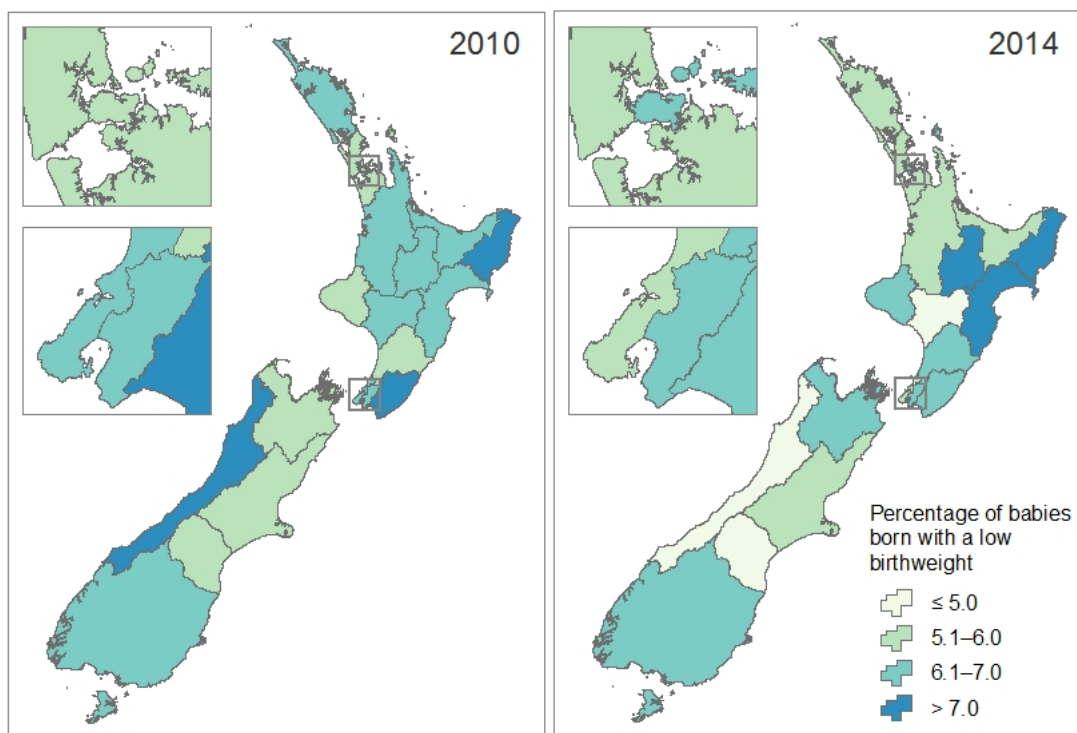 2010
2014
Percentage of babies
born with a low
birthweight
≤ 5.0
5.1–6.0
6.1–7.0
> 7.0